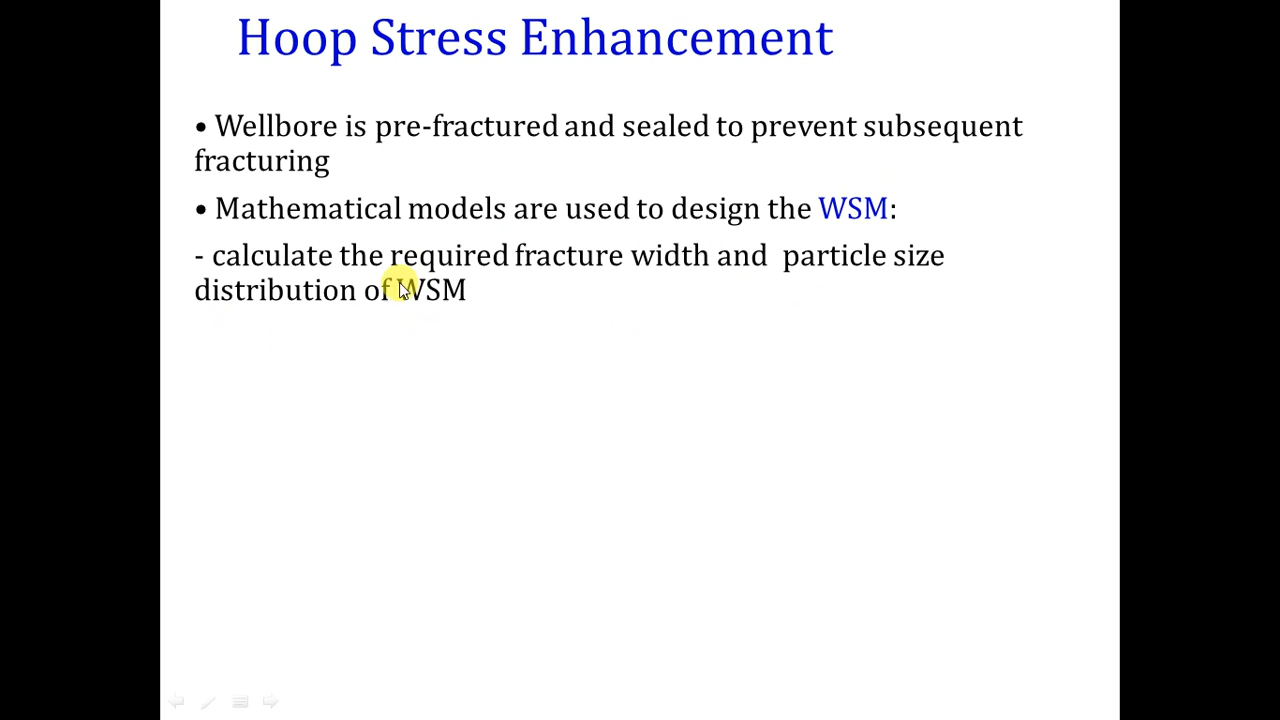 Hoop Stress Enhancement
• Wellbore is pre-fractured and sealed to prevent subsequent
fracturing
• Mathematical models are used to design the WSM:
- calculate the required fracture width and particle size
distribution of WSM